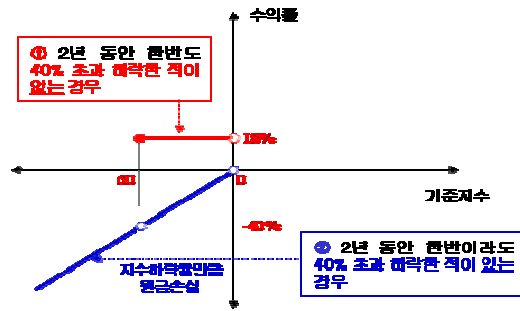 수익률
① 2년 동안 한번도
40% 초과 하락한 적이
없는 경우
기준지수
-40%
② 2년 동안 한번이라도
40% 초과 하락한 적이 있는
경우
지수하락률만큼
원금손실